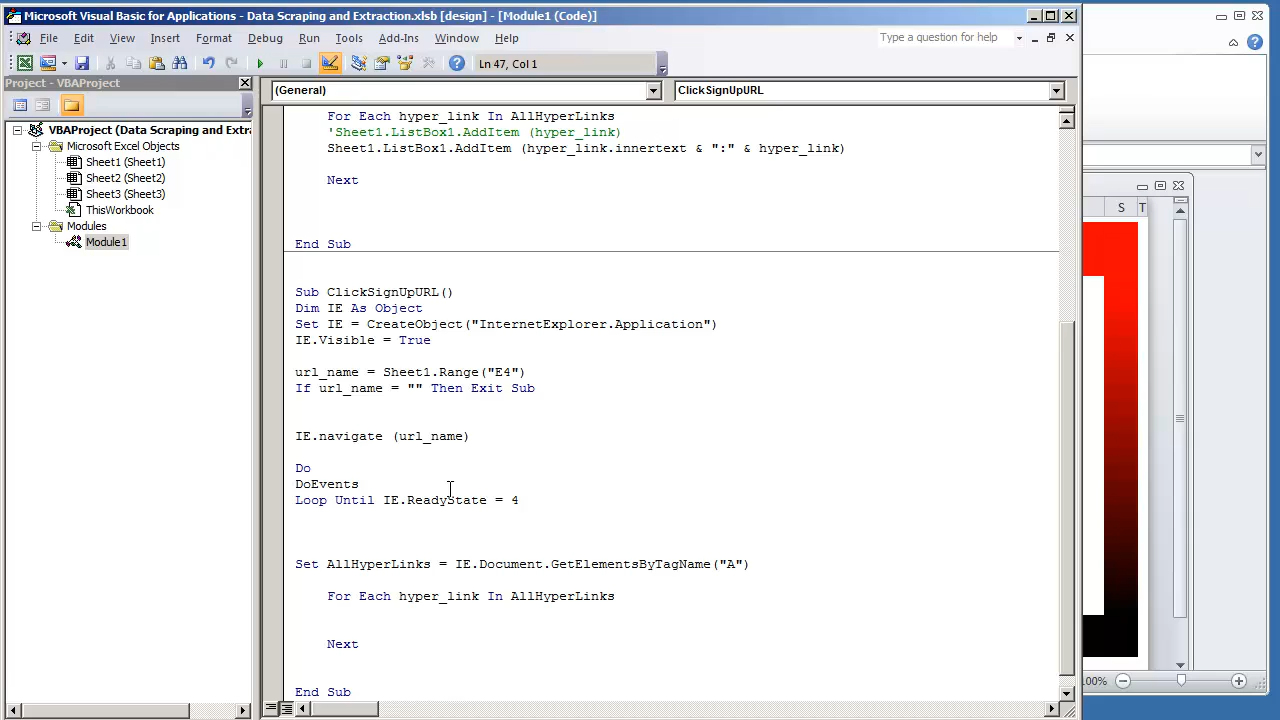 Microsoft Visual Basic for Applications - Data Scraping and Extraction.xlsb [design] - [Module1 (Code)]
File Edit View Insert Format Debug Run Tools Add-Ins Window Help
Type a question for help
Ln 47, Col 1
Project - VBAProject
(General)
ClickSignUpURL
VBAProject (Data Scraping and Extra
Microsoft Excel Objects
Sheet1 (Sheet1)
Sheet2 (Sheet2)
Sheet3 (Sheet3)
ThisWorkbook
Modules
Module1
For Each hyper_link In AllHyperLinks
'Sheet1.ListBox1.AddItem (hyper_link)
Sheet1.ListBox1.AddItem (hyper_link.innertext & ":" & hyper_link)
Next
End Sub
Sub ClickSignUpURL()
Dim IE As Object
Set IE = CreateObject("InternetExplorer.Application")
IE.Visible = True
url_name = Sheet1.Range("E4")
If url_name = "" Then Exit Sub
IE.navigate (url_name)
Do
DoEvents
Loop Until IE.ReadyState = 4
Set AllHyperLinks = IE.Document.GetElementsByTagName("A")
For Each hyper_link In AllHyperLinks
Next
End Sub
S T
00%